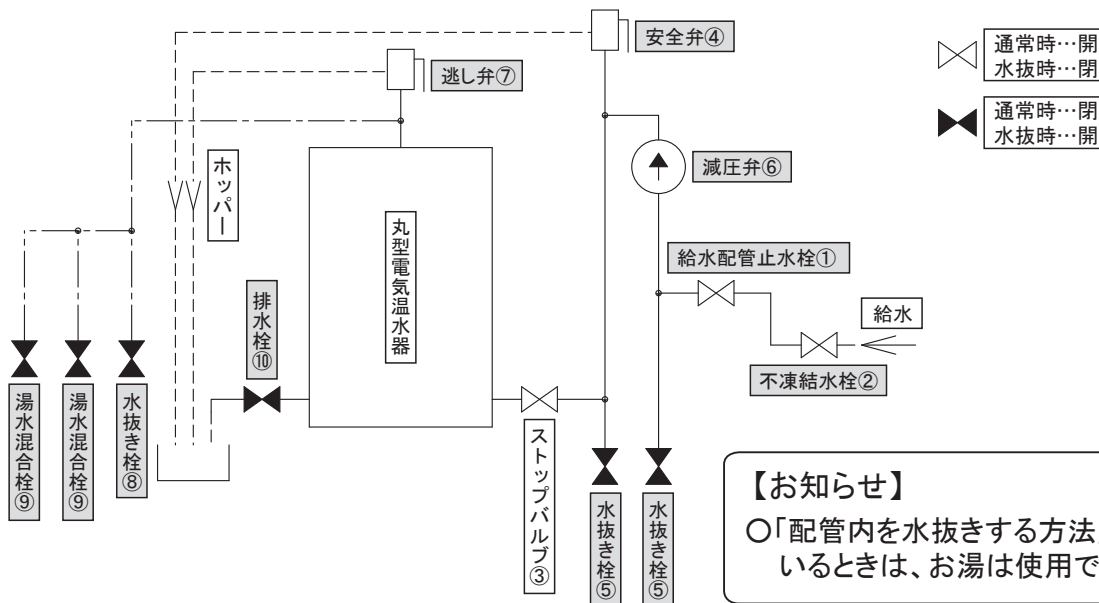 安全弁④
逃し弁⑦
通常時…開
水抜時…閉
通常時…閉
水抜時…開
ホッパー
丸型電気温水器
減圧弁⑥
給水配管止水栓①
給水
不凍結水栓②
排水栓⑩
湯水混合栓⑨
湯水混合栓⑨
水抜き栓⑧
ストップバルブ③
水抜き栓⑤
水抜き栓⑤
【お知らせ】
○「配管内を水抜きする方法
いるときは、お湯は使用で